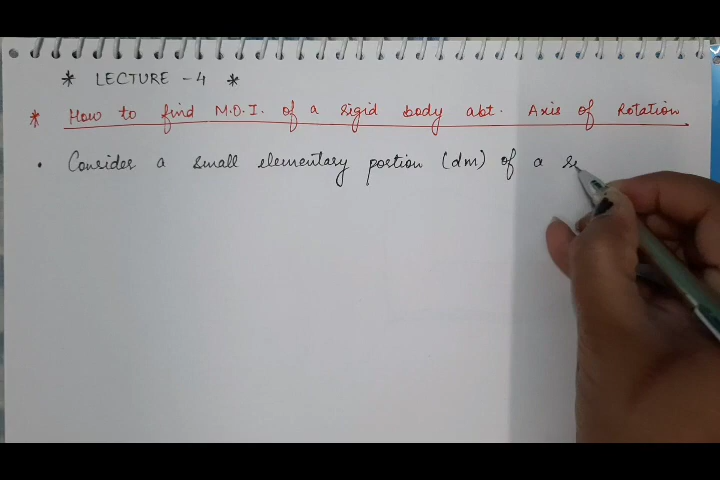 * LECTURE - 4 *
* How to find M.O.I. of a rigid body abt. Axis of Rotation
• Consider a small elementary portion (dm) of a